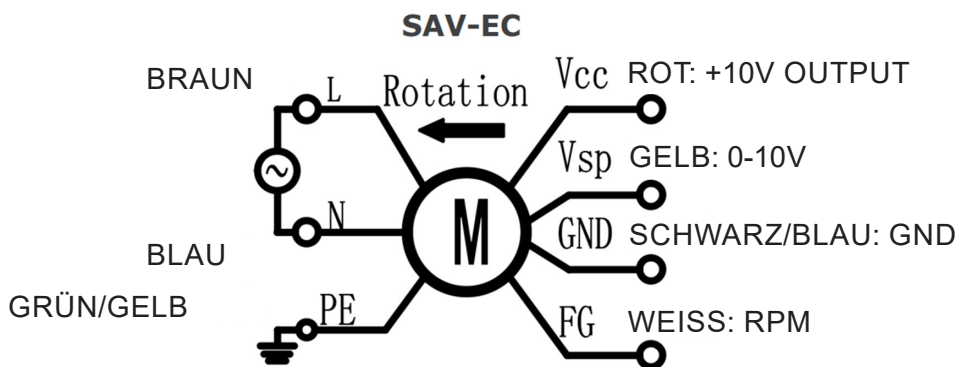 SAV-EC
BRAUN
L
Rotation
Vcc ROT: +10V OUTPUT
Vsp GELB: 0-10V
N
M
GND SCHWARZ/BLAU: GND
BLAU
GRÜN/GELB
PE
FG WEISS: RPM